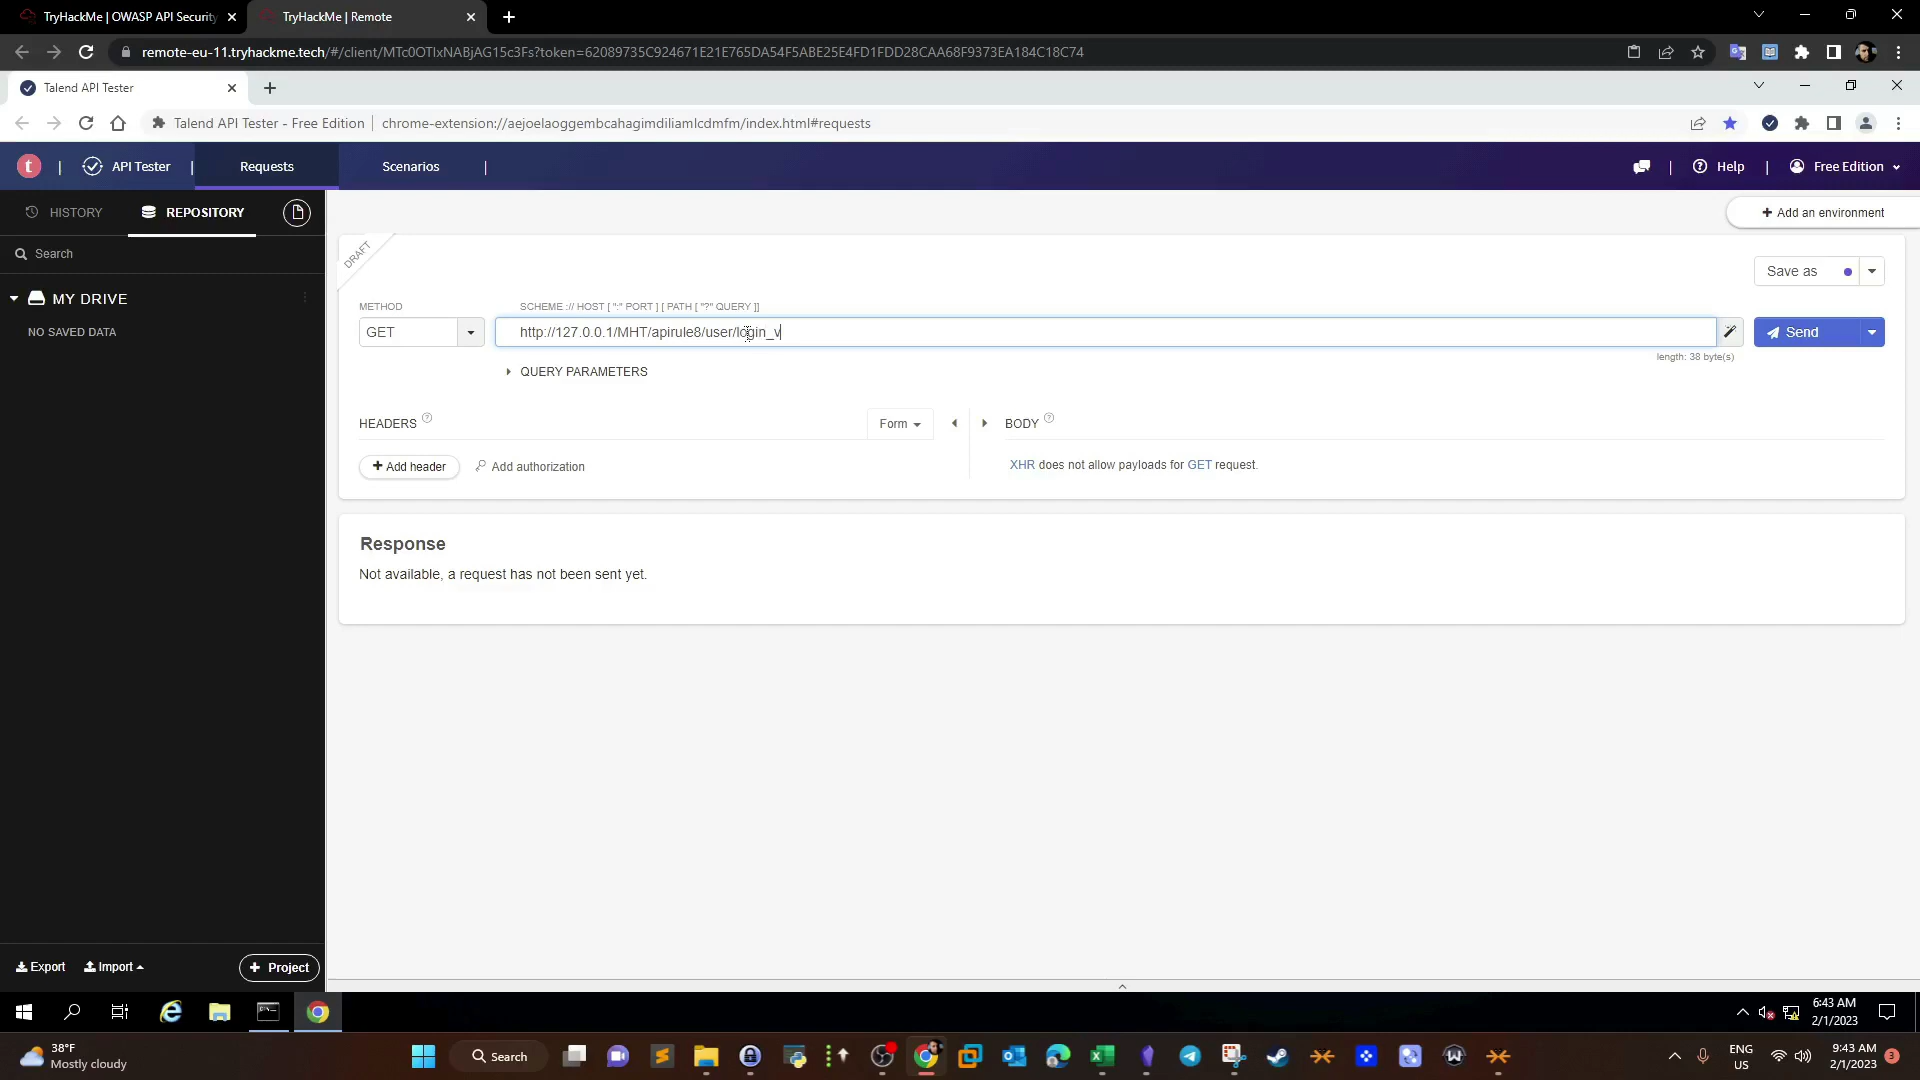 TryHackMe | OWASP API Security
TryHackMe | Remote
remote-eu-11.tryhackme.tech/#/client/MTc0OTIxNABjAG15c3Fs?token=62089735C924671E21E765DA54F5ABE25E4FD1FDD28CAA68F9373EA184C18C74
Talend API Tester
Talend API Tester - Free Edition | chrome-extension://aejoelaoggembcahagimdiliamlcdmfm/index.html#requests
t | API Tester | Requests Scenarios | | Help | Free Edition
HISTORY REPOSITORY
Add an environment
Search
DRAFT
Save as
MY DRIVE
NO SAVED DATA
METHOD SCHEME :// HOST [ ":" PORT ] [ PATH [ "?" QUERY ]]
GET http://127.0.0.1/MHT/apirule8/user/login_v Send
length: 38 byte(s)
QUERY PARAMETERS
HEADERS ? Form BODY ?
Add header Add authorization XHR does not allow payloads for GET request.
Response
Not available, a request has not been sent yet.
Export Import + Project
6:43 AM
2/1/2023
38°F
Mostly cloudy
Search
ENG
US
9:43 AM
2/1/2023
3